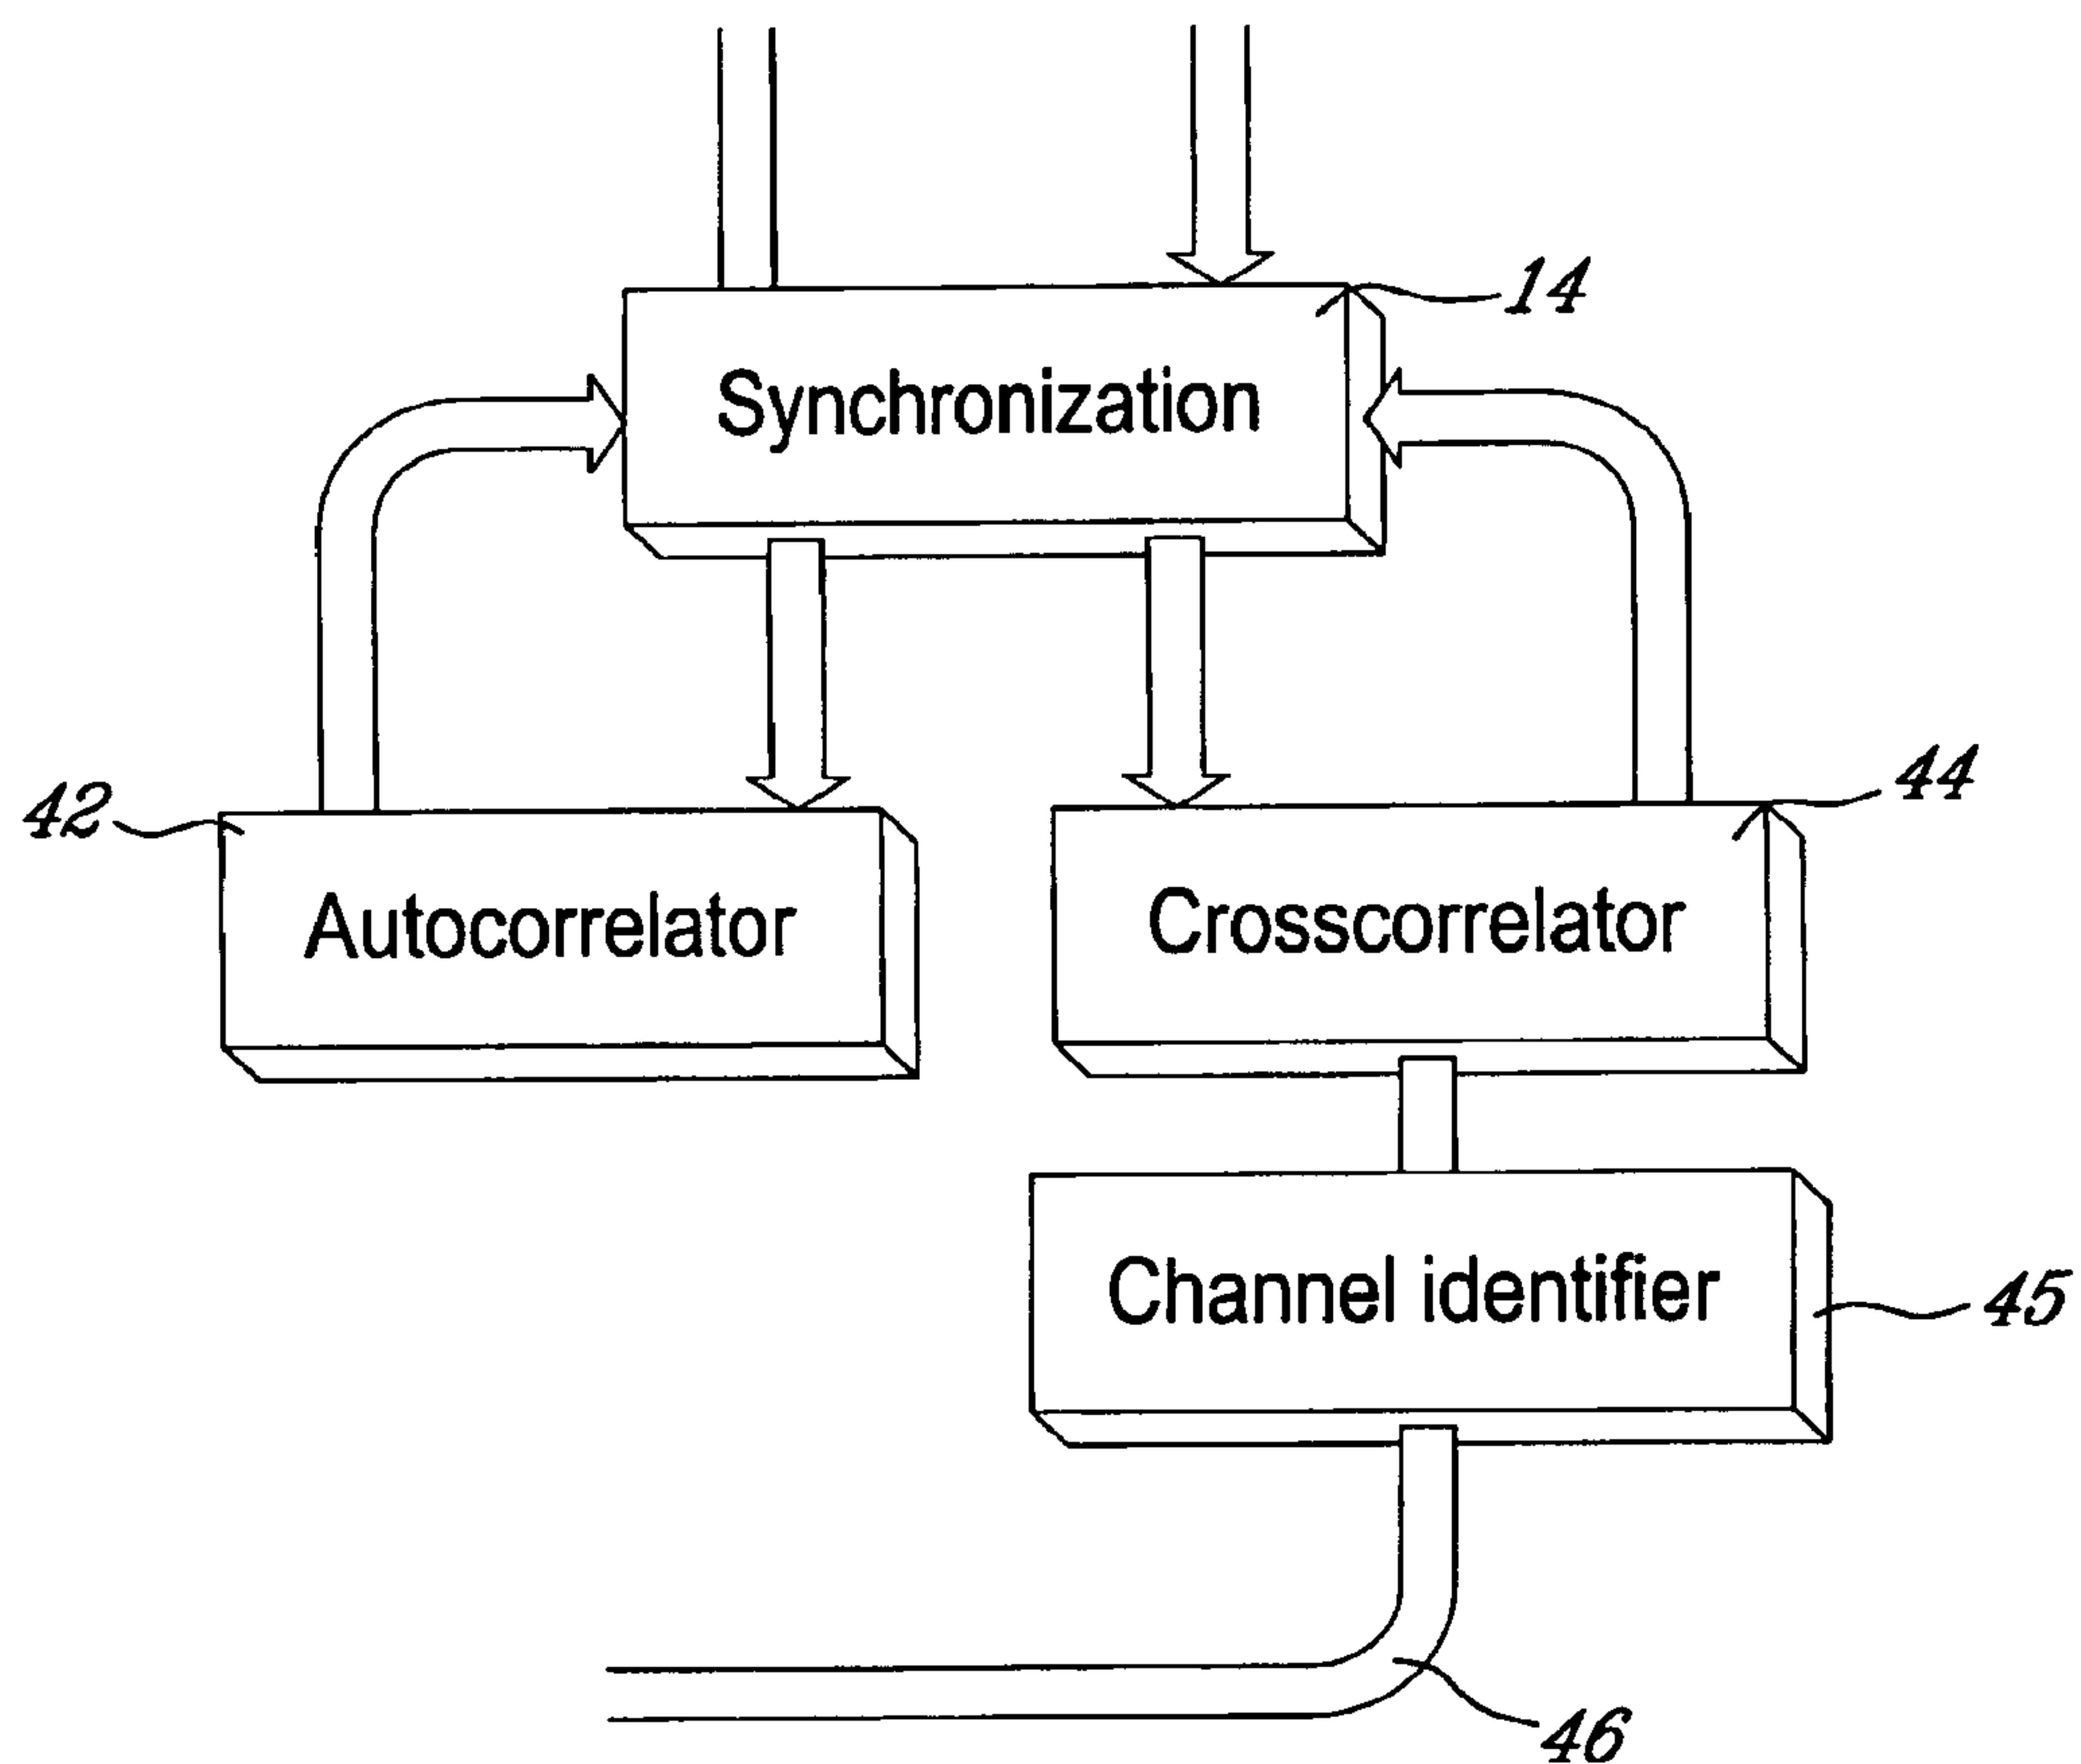 14
Synchronization
42
44
Autocorrelator
Crosscorrelator
Channel identifier
45
46